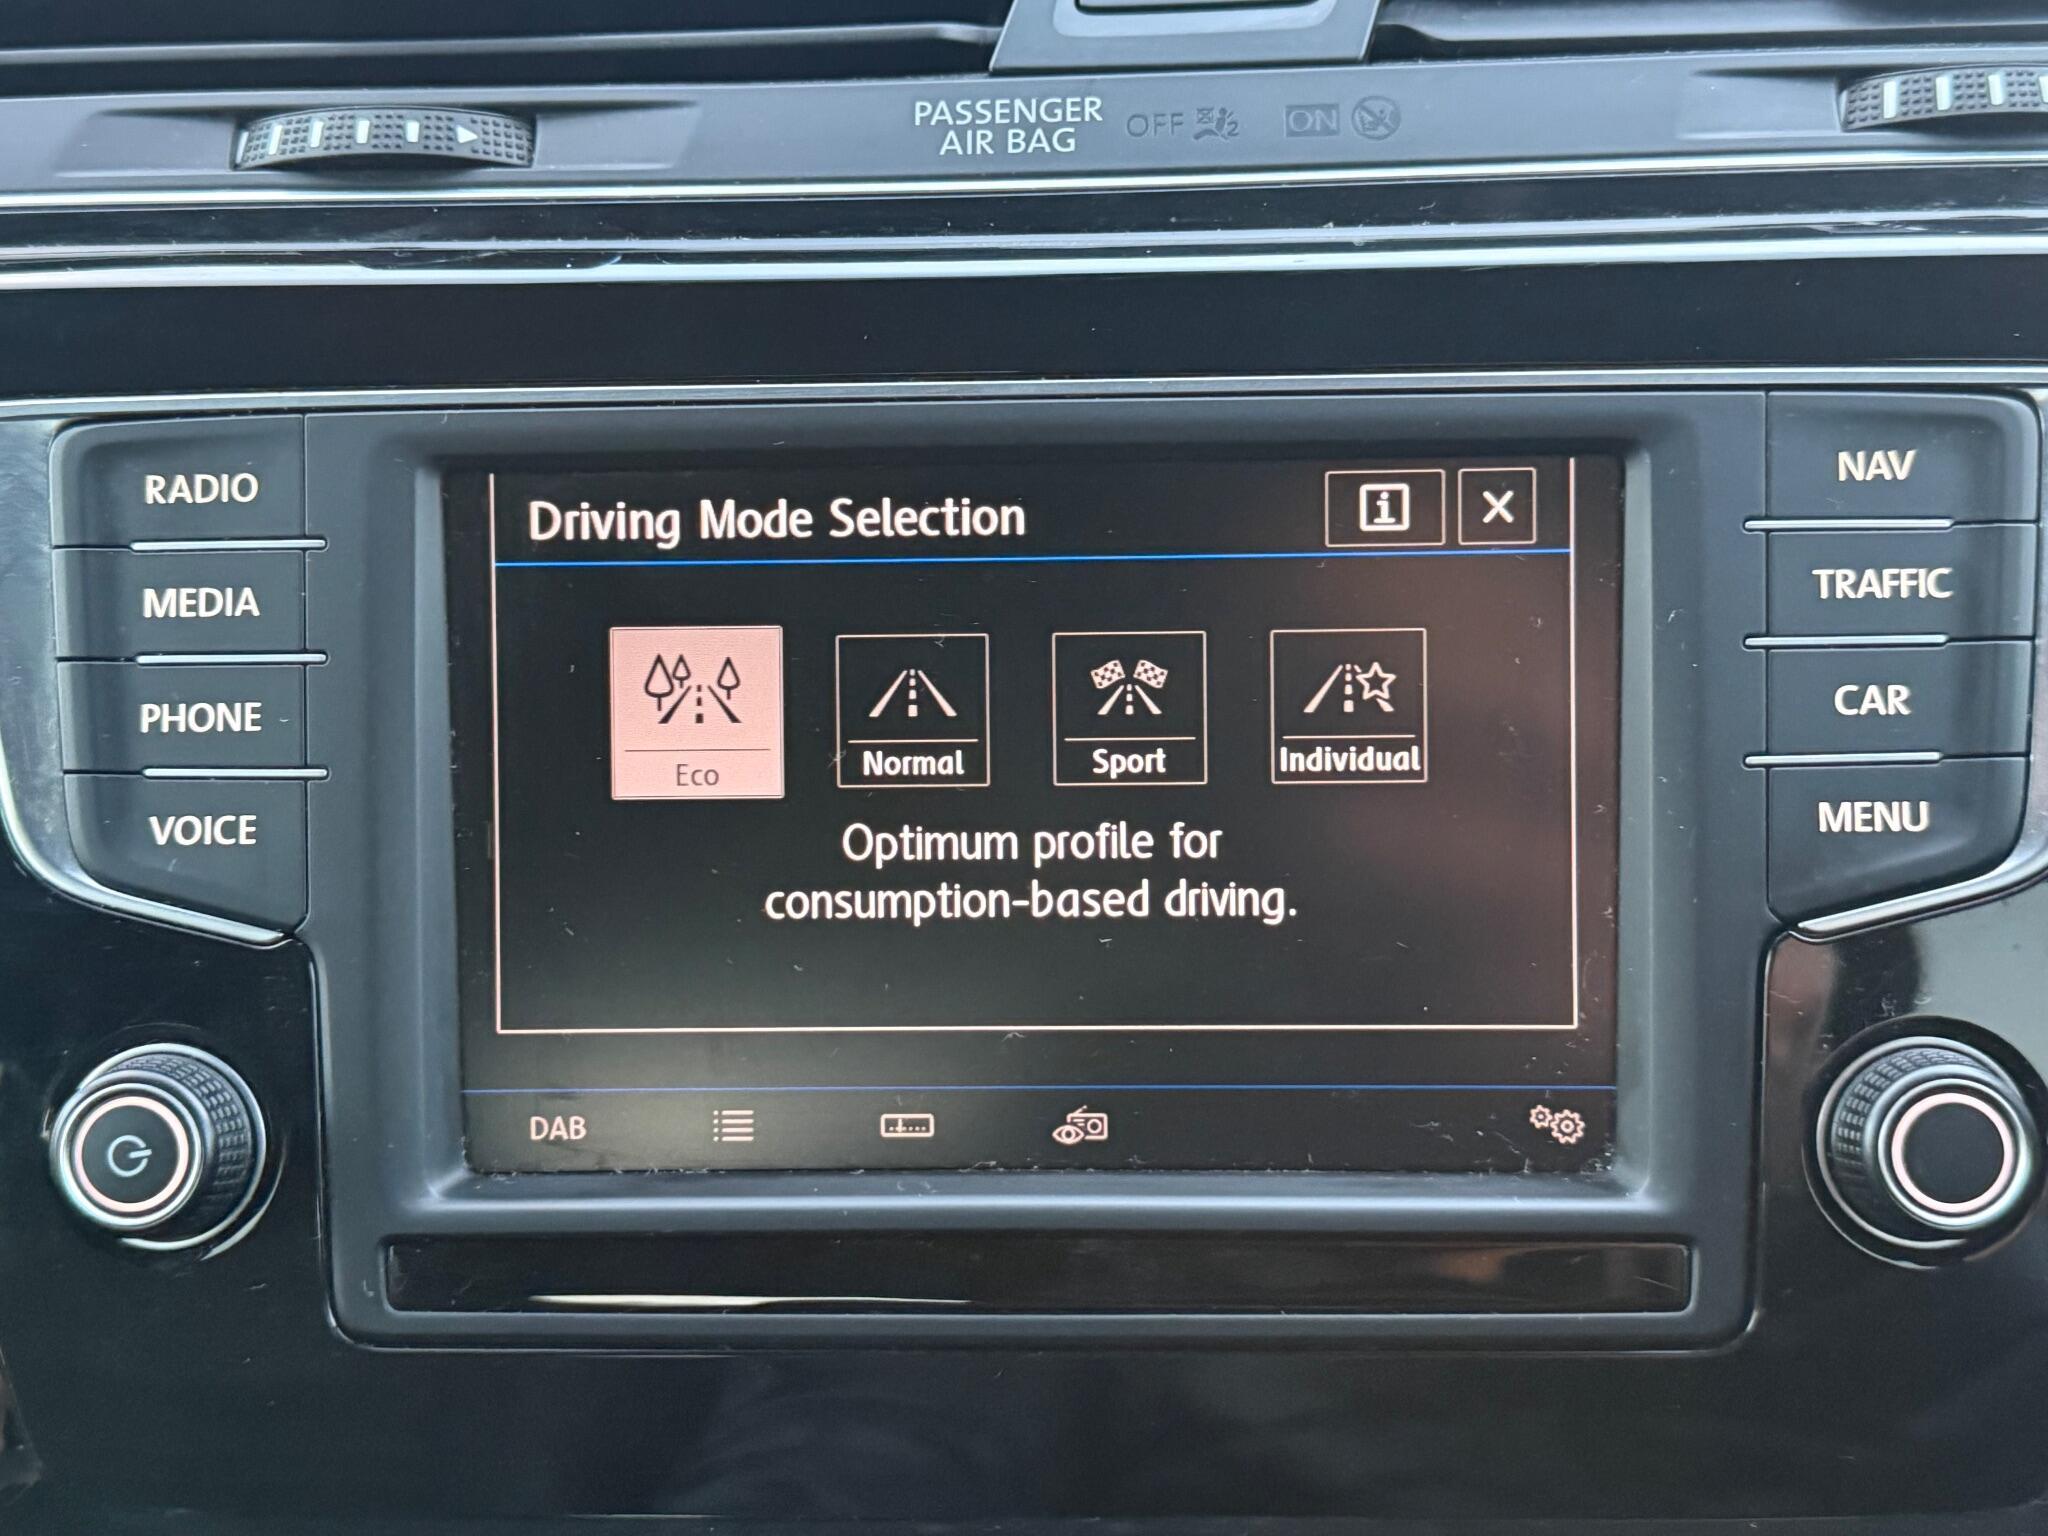 PASSENGER
AIR BAG
OFF 2 ON
RADIO
MEDIA
PHONE
VOICE
Driving Mode Selection
i X
Eco Normal Sport Individual
Optimum profile for
consumption-based driving.
DAB
NAV
TRAFFIC
CAR
MENU